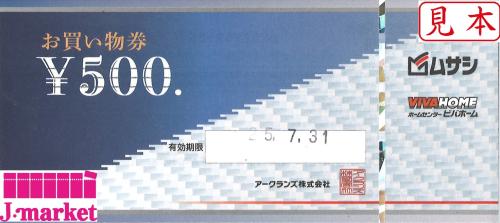 お買い物券
見本
¥500.
ムサシ
VIVAHOME
ホームセンター ビバホーム
有効期限
25.7.31
アークランズ株式会社
J・market